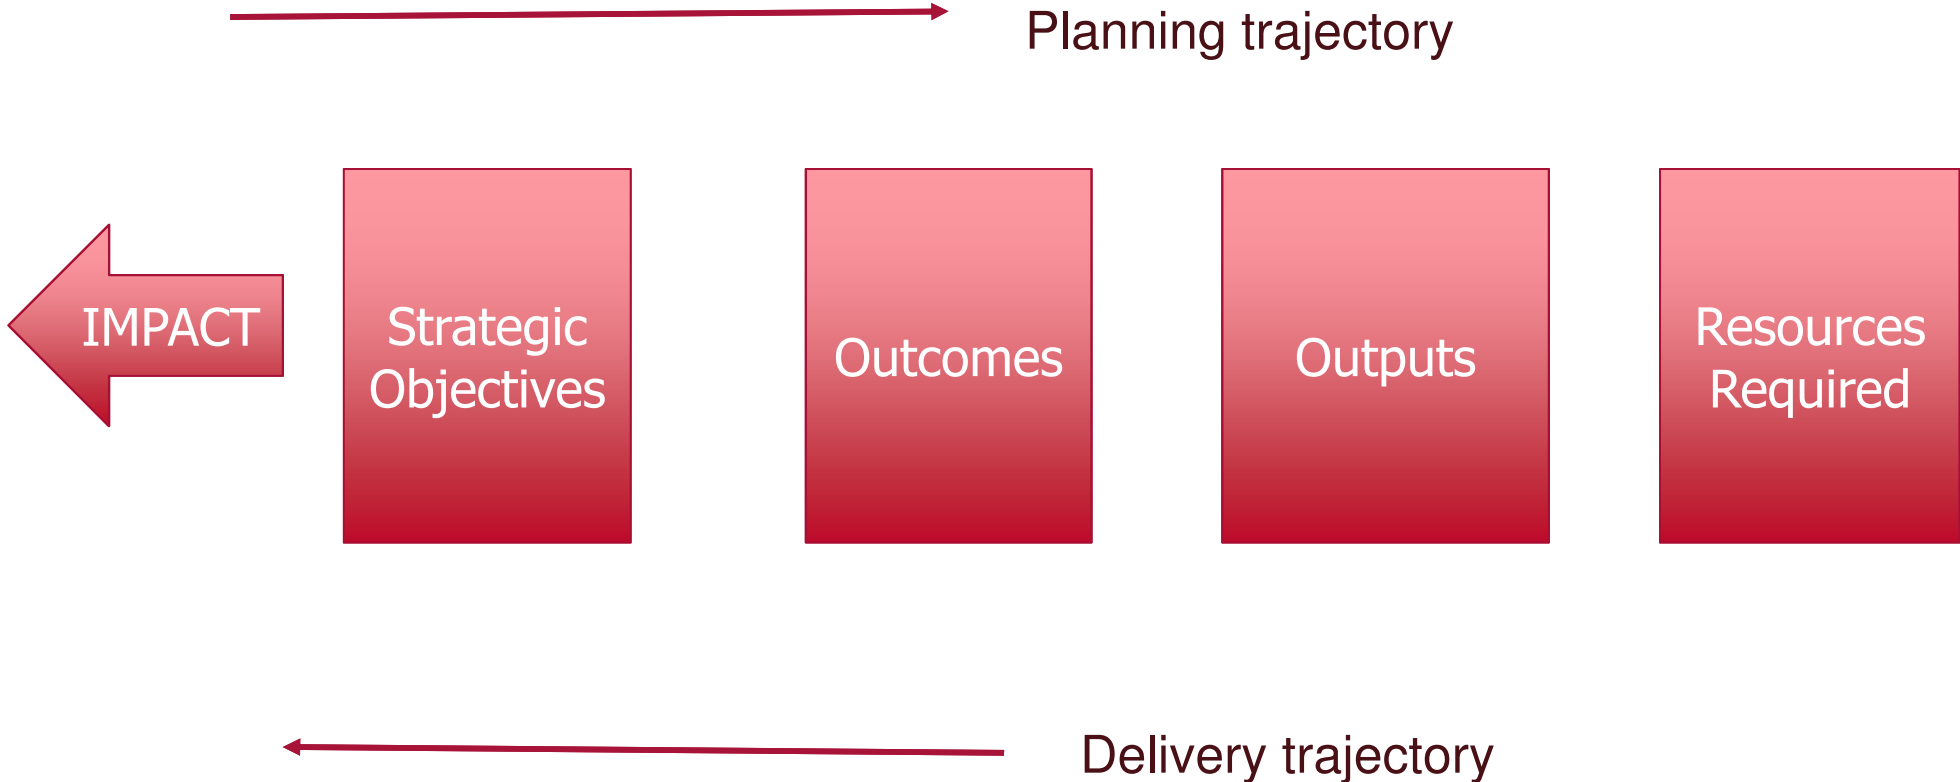 Planning trajectory
IMPACT
Strategic
Objectives
Outcomes
Outputs
Resources
Required
Delivery trajectory